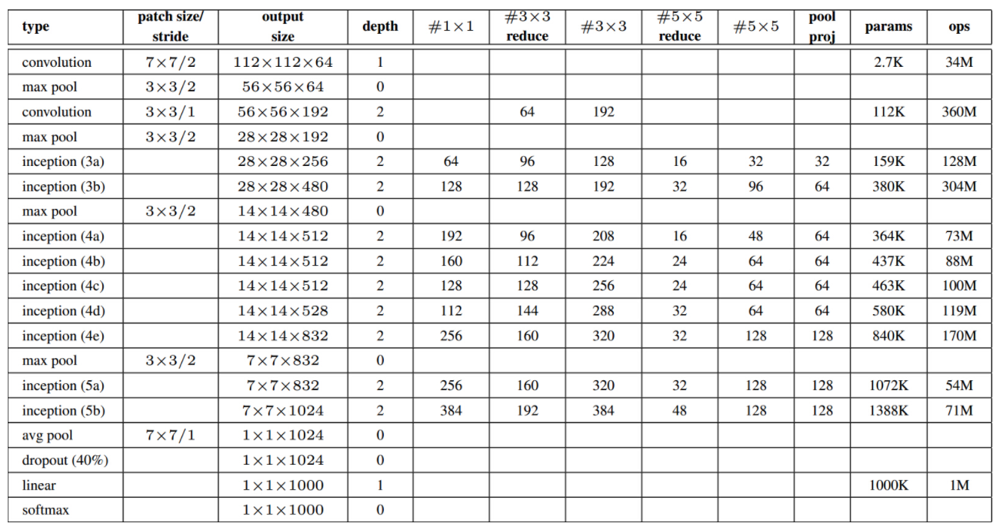 type patch size/ stride output size depth #1×1 #3×3 reduce #3×3 #5×5 reduce #5×5 pool proj params ops
convolution 7×7/2 112×112×64 1 2.7K 34M
max pool 3×3/2 56×56×64 0
convolution 3×3/1 56×56×192 2 64 192 112K 360M
max pool 3×3/2 28×28×192 0
inception (3a) 28×28×256 2 64 96 128 16 32 32 159K 128M
inception (3b) 28×28×480 2 128 128 192 32 96 64 380K 304M
max pool 3×3/2 14×14×480 0
inception (4a) 14×14×512 2 192 96 208 16 48 64 364K 73M
inception (4b) 14×14×512 2 160 112 224 24 64 64 437K 88M
inception (4c) 14×14×512 2 128 128 256 24 64 64 463K 100M
inception (4d) 14×14×528 2 112 144 288 32 64 64 580K 119M
inception (4e) 14×14×832 2 256 160 320 32 128 128 840K 170M
max pool 3×3/2 7×7×832 0
inception (5a) 7×7×832 2 256 160 320 32 128 128 1072K 54M
inception (5b) 7×7×1024 2 384 192 384 48 128 128 1388K 71M
avg pool 7×7/1 1×1×1024 0
dropout (40%) 1×1×1024 0
linear 1×1×1000 1 1000K 1M
softmax 1×1×1000 0